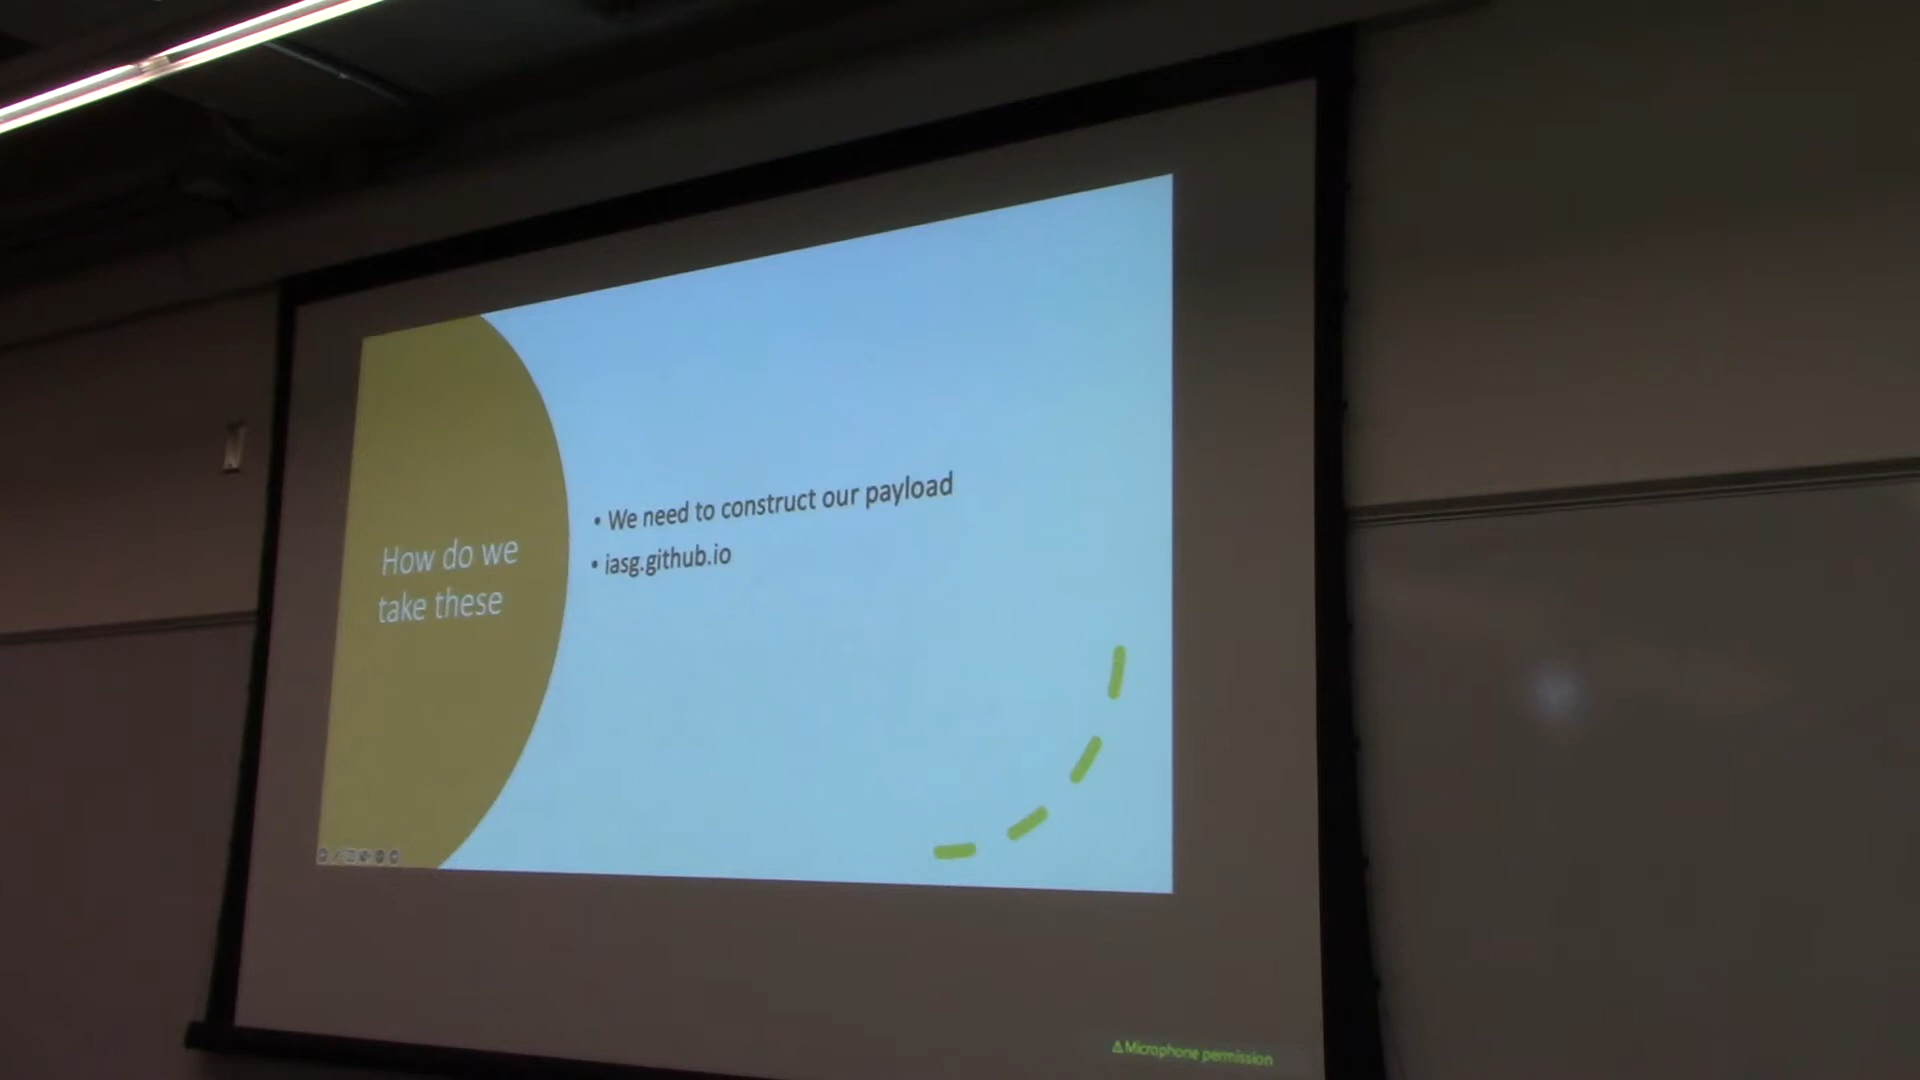 How do we
take these
• We need to construct our payload
• iasg.github.io
⚠ Microphone permission